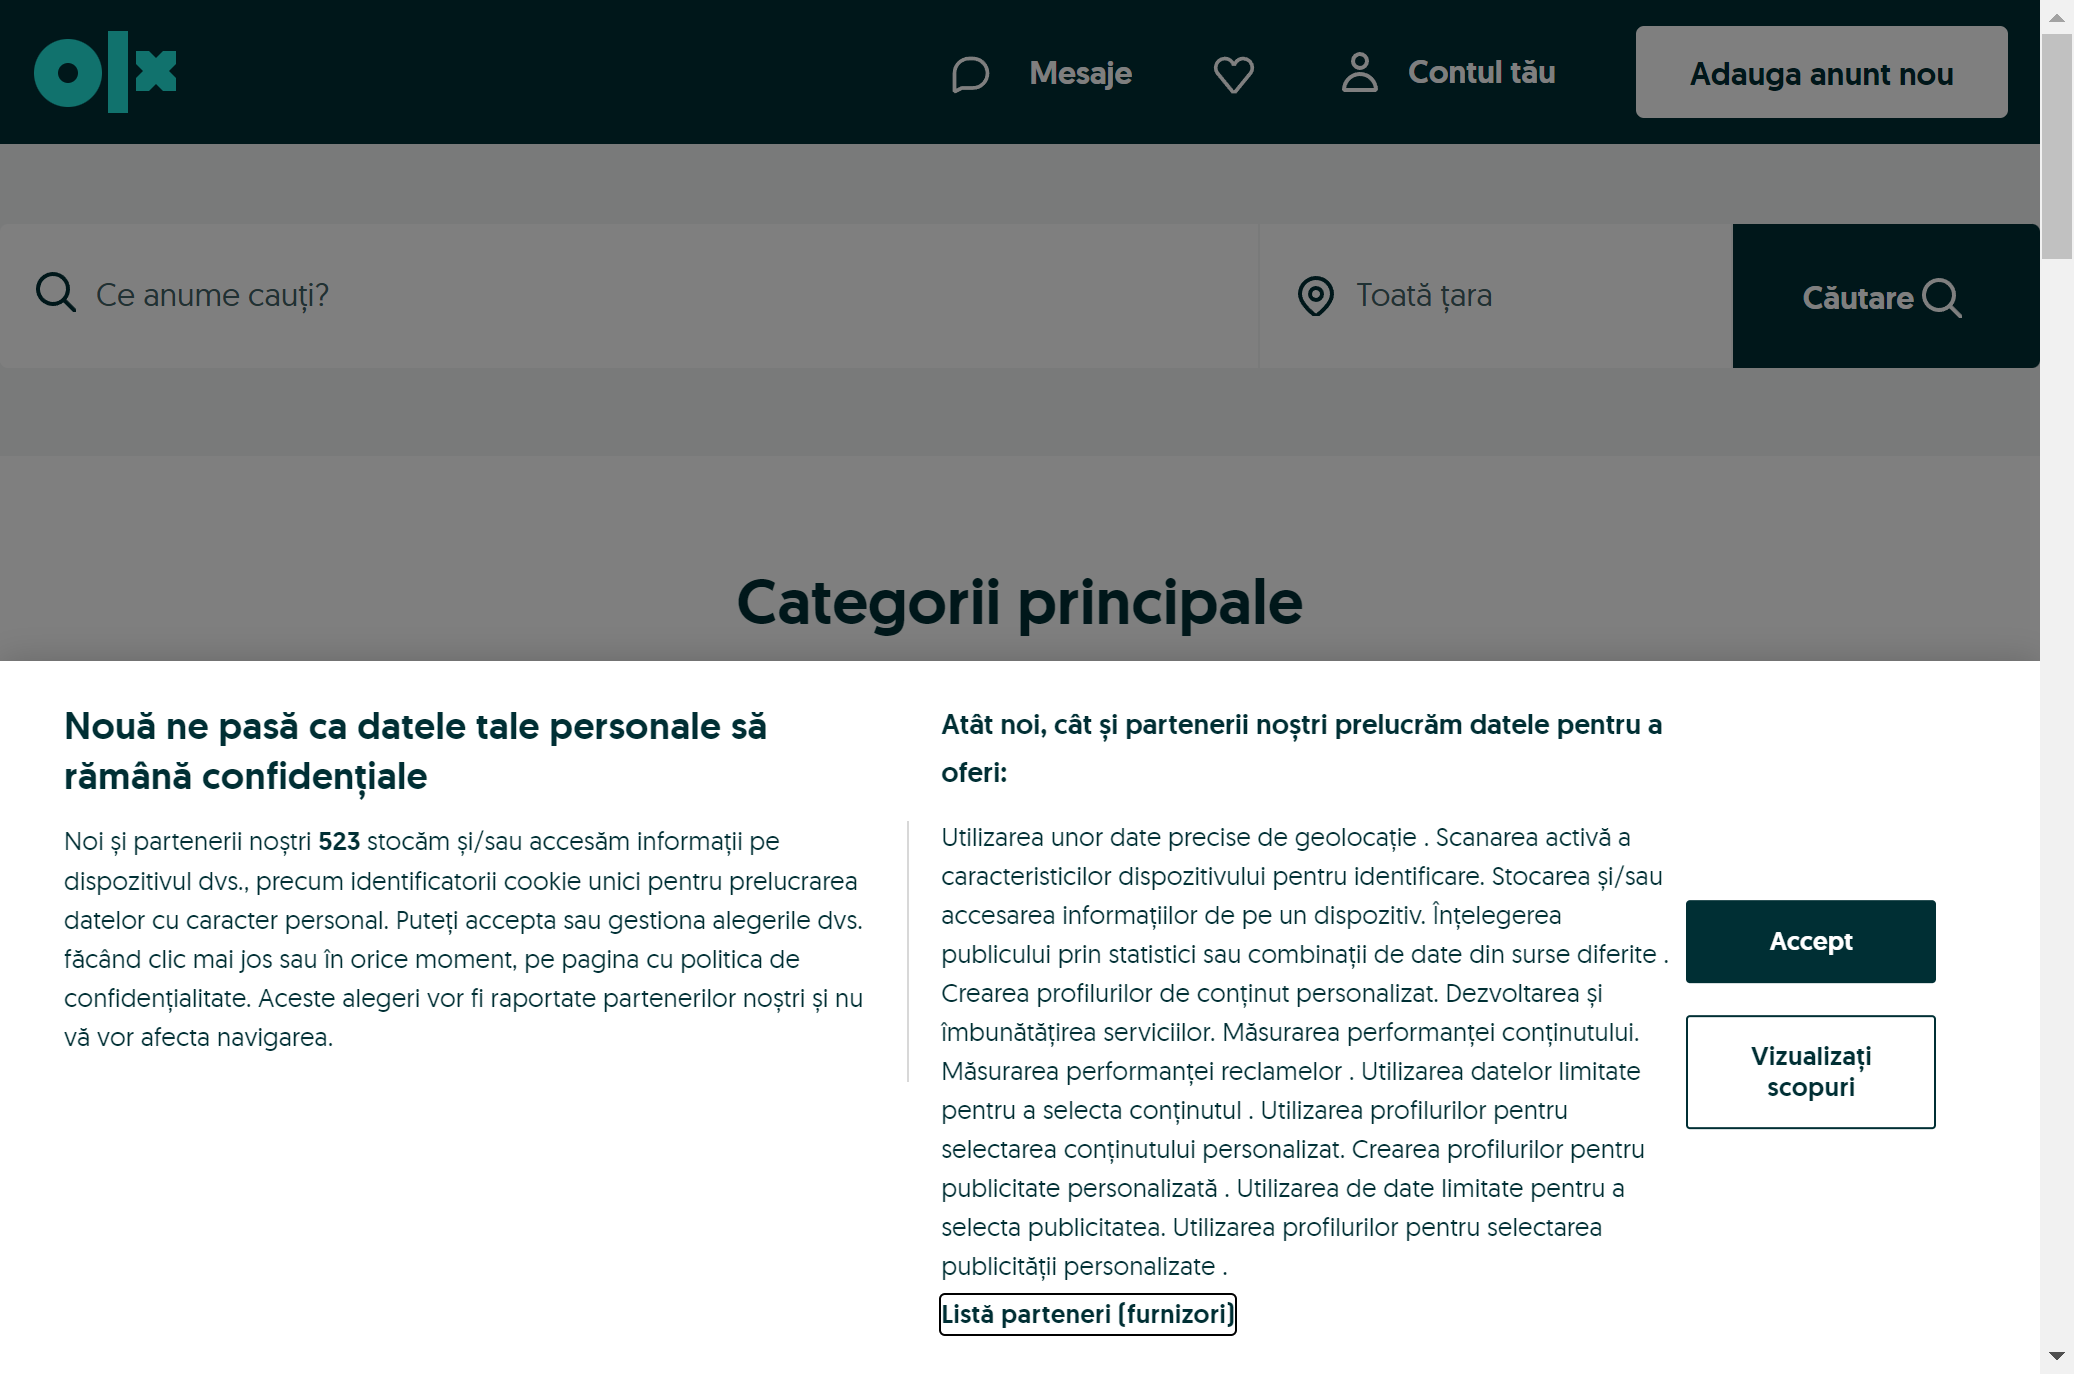 olx
Mesaje
Contul tău
Adauga anunt nou
Ce anume cauți?
Toată țara
Căutare
Categorii principale
Nouă ne pasă ca datele tale personale să
rămână confidențiale
Noi și partenerii noștri 523 stocăm și/sau accesăm informații pe
dispozitivul dvs., precum identificatorii cookie unici pentru prelucrarea
datelor cu caracter personal. Puteți accepta sau gestiona alegerile dvs.
făcând clic mai jos sau în orice moment, pe pagina cu politica de
confidențialitate. Aceste alegeri vor fi raportate partenerilor noștri și nu
vă vor afecta navigarea.
Atât noi, cât și partenerii noștri prelucrăm datele pentru a
oferi:
Utilizarea unor date precise de geolocație . Scanarea activă a
caracteristicilor dispozitivului pentru identificare. Stocarea și/sau
accesarea informațiilor de pe un dispozitiv. Înțelegerea
publicului prin statistici sau combinații de date din surse diferite .
Crearea profilurilor de conținut personalizat. Dezvoltarea și
îmbunătățirea serviciilor. Măsurarea performanței conținutului.
Măsurarea performanței reclamelor . Utilizarea datelor limitate
pentru a selecta conținutul . Utilizarea profilurilor pentru
selectarea conținutului personalizat. Crearea profilurilor pentru
publicitate personalizată . Utilizarea de date limitate pentru a
selecta publicitatea. Utilizarea profilurilor pentru selectarea
publicității personalizate .
Listă parteneri (furnizori)
Accept
Vizualizați
scopuri